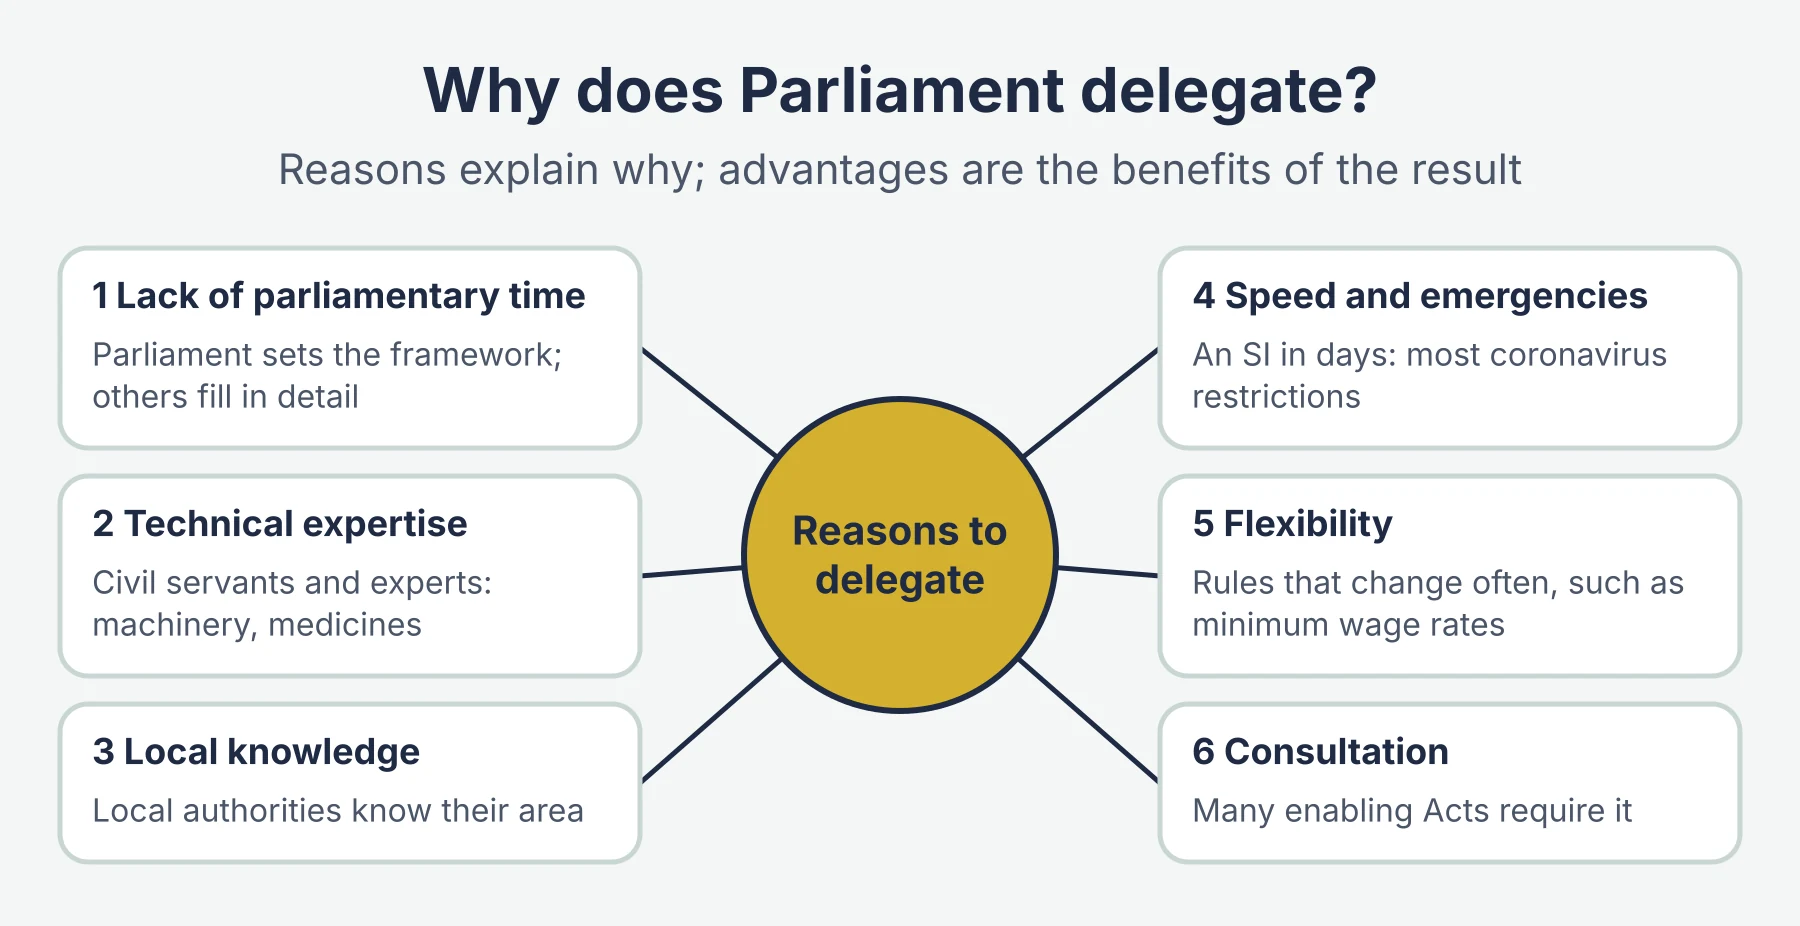 Why does Parliament delegate?
Reasons explain why; advantages are the benefits of the result
1 Lack of parliamentary time
Parliament sets the framework;
others fill in detail
2 Technical expertise
Civil servants and experts:
machinery, medicines
3 Local knowledge
Local authorities know their area
Reasons to
delegate
4 Speed and emergencies
An SI in days: most coronavirus
restrictions
5 Flexibility
Rules that change often, such as
minimum wage rates
6 Consultation
Many enabling Acts require it